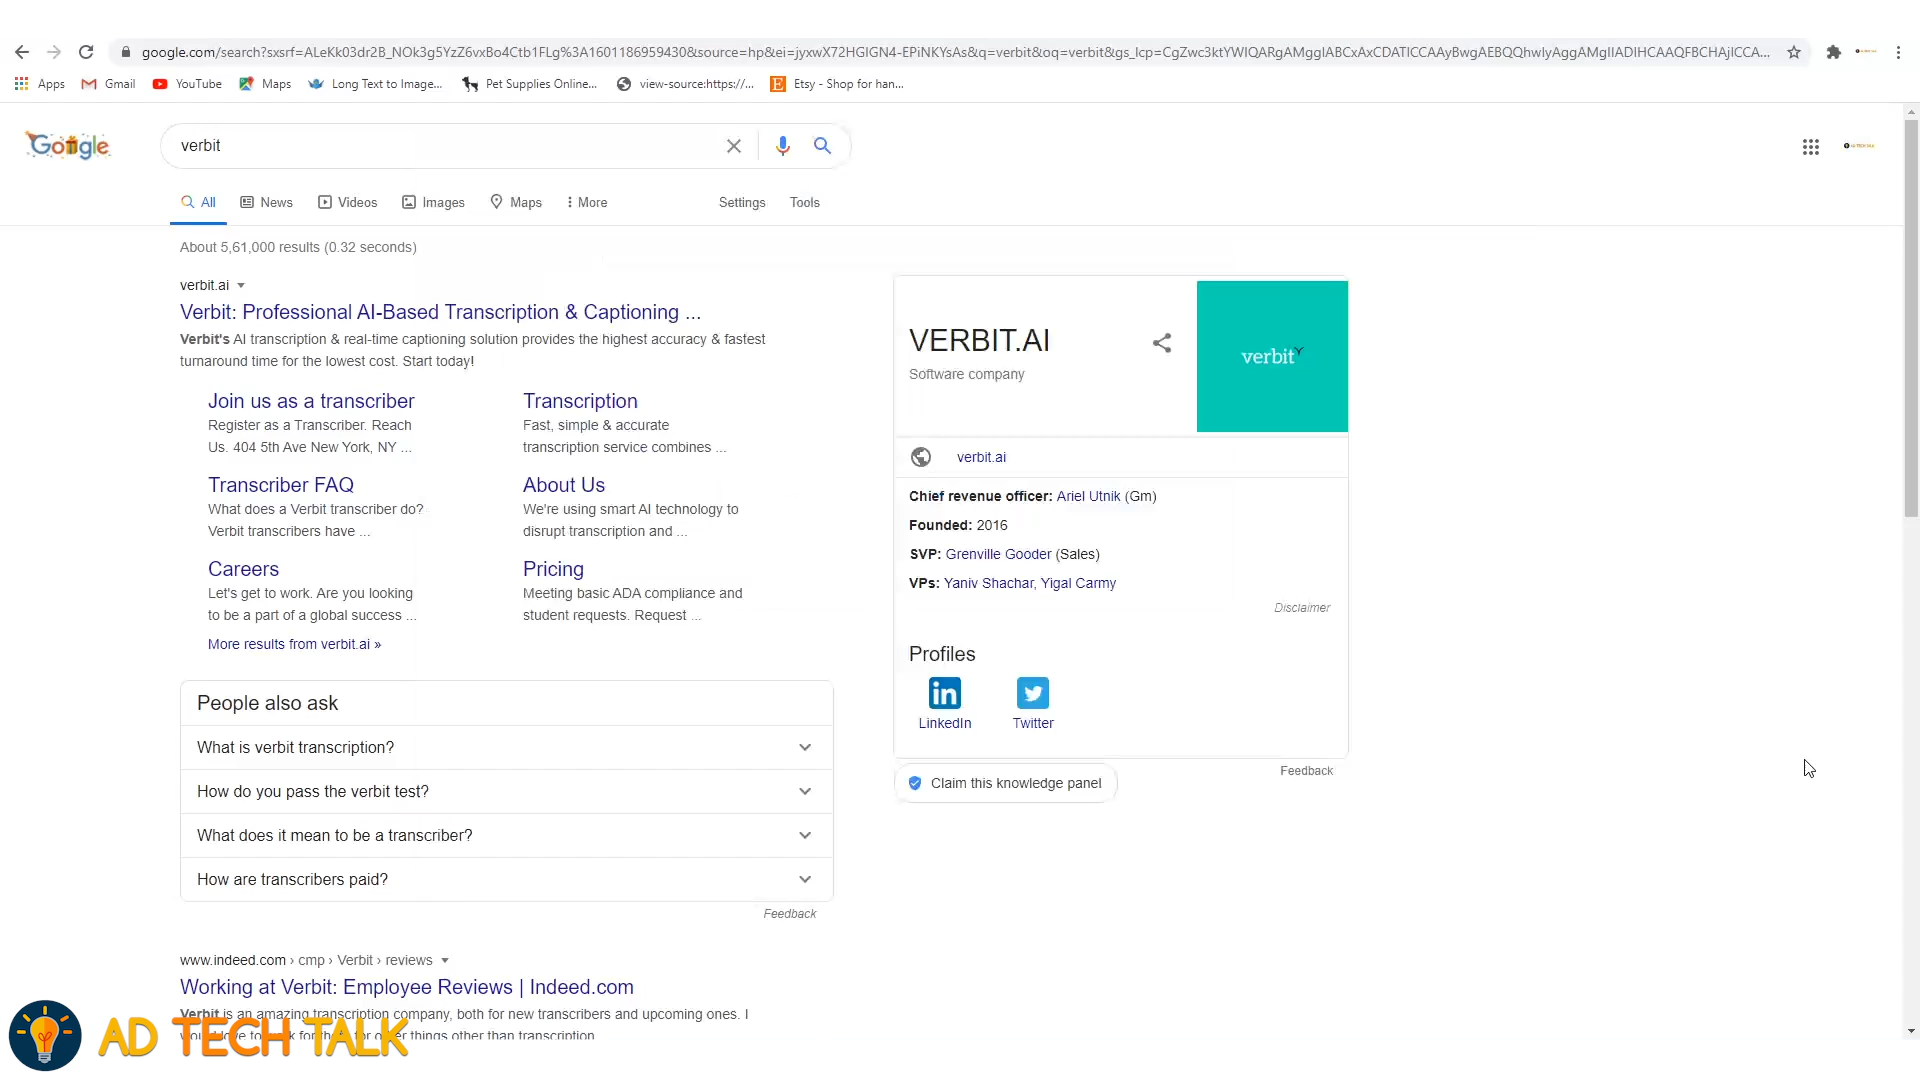 google.com/search?sxsrf=ALeKk03dr2B_NOk3g5YzZ6vxBo4Ctb1FLg%3A1601186959430&source=hp&ei=jyxwX72HGIGN4-EPiNKYsAs&q=verbit&oq=verbit&gs_lcp=CgZwc3ktYWIQARgAMggIABCxAxCDATICCAAyBwgAEBQQhwIyAggAMgIIADIHCAAQFBCHAjICCA...
Apps
Gmail
YouTube
Maps
Long Text to Image...
Pet Supplies Online...
view-source:https://...
Etsy - Shop for han...
Google
verbit
AD TECH TALK
All
News
Videos
Images
Maps
More
Settings
Tools
About 5,61,000 results (0.32 seconds)
verbit.ai
Verbit: Professional AI-Based Transcription & Captioning ...
Verbit's AI transcription & real-time captioning solution provides the highest accuracy & fastest
turnaround time for the lowest cost. Start today!
Join us as a transcriber
Register as a Transcriber. Reach
Us. 404 5th Ave New York, NY ...
Transcription
Fast, simple & accurate
transcription service combines ...
Transcriber FAQ
What does a Verbit transcriber do?
Verbit transcribers have ...
About Us
We're using smart AI technology to
disrupt transcription and ...
Careers
Let's get to work. Are you looking
to be a part of a global success ...
Pricing
Meeting basic ADA compliance and
student requests. Request ...
More results from verbit.ai »
People also ask
What is verbit transcription?
How do you pass the verbit test?
What does it mean to be a transcriber?
How are transcribers paid?
Feedback
www.indeed.com › cmp › Verbit › reviews
Working at Verbit: Employee Reviews | Indeed.com
Verbit is an amazing transcription company, both for new transcribers and upcoming ones. I
things other than transcription
VERBIT.AI
Software company
verbit
verbit.ai
Chief revenue officer: Ariel Utnik (Gm)
Founded: 2016
SVP: Grenville Gooder (Sales)
VPs: Yaniv Shachar, Yigal Carmy
Disclaimer
Profiles
LinkedIn
Twitter
Feedback
Claim this knowledge panel
AD TECH TALK